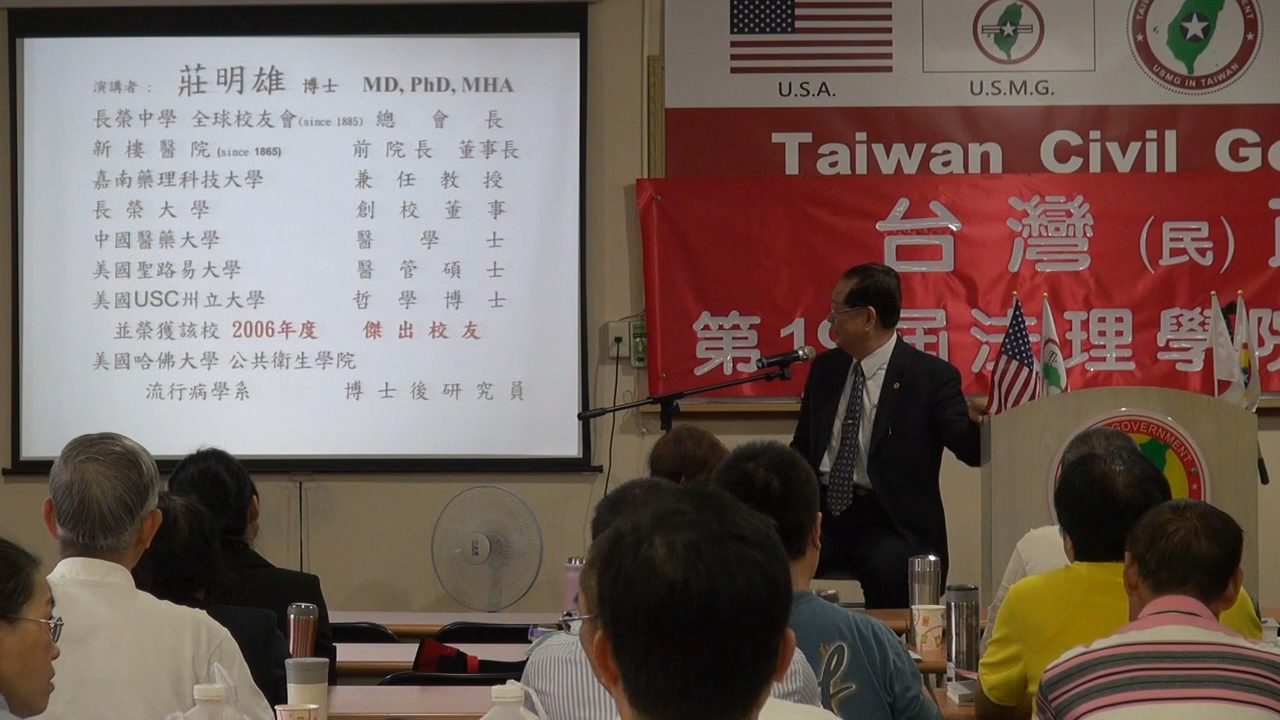 演講者： 莊明雄 博士 MD, PhD, MHA
長榮中學 全球校友會(since 1885) 總會長
新樓醫院(since 1865) 前院長 董事長
嘉南藥理科技大學 兼任教授
長榮大學 創校董事
中國醫藥大學 醫學士
美國聖路易大學 醫管碩士
美國USC州立大學 哲學博士
並榮獲該校 2006年度 傑出校友
美國哈佛大學 公共衛生學院
流行病學系 博士後研究員
U.S.A.
U.S.M.G.
USMG IN TAIWAN
Taiwan Civil
台灣(民)
法理學院
GOVERNMENT